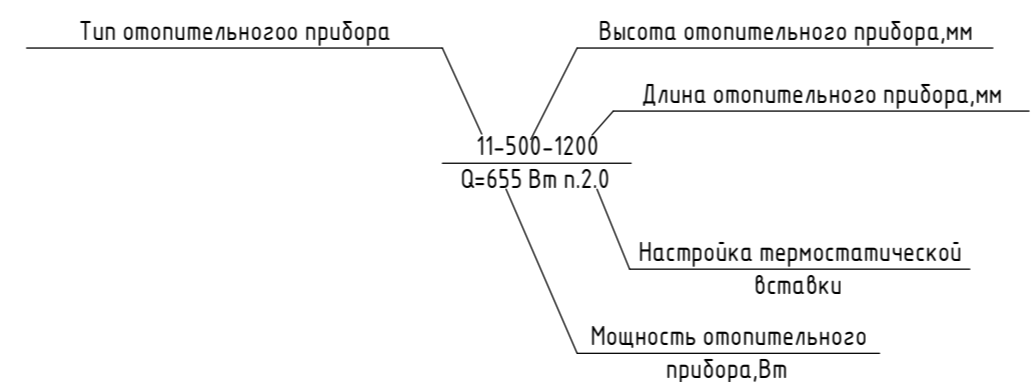 Тип отопительногоо прибора
Высота отопительного прибора,мм
Длина отопительного прибора,мм
11-500-1200
Q=655 Вт п.2.0
Настройка термостатической
вставки
Мощность отопительного
прибора,Вт